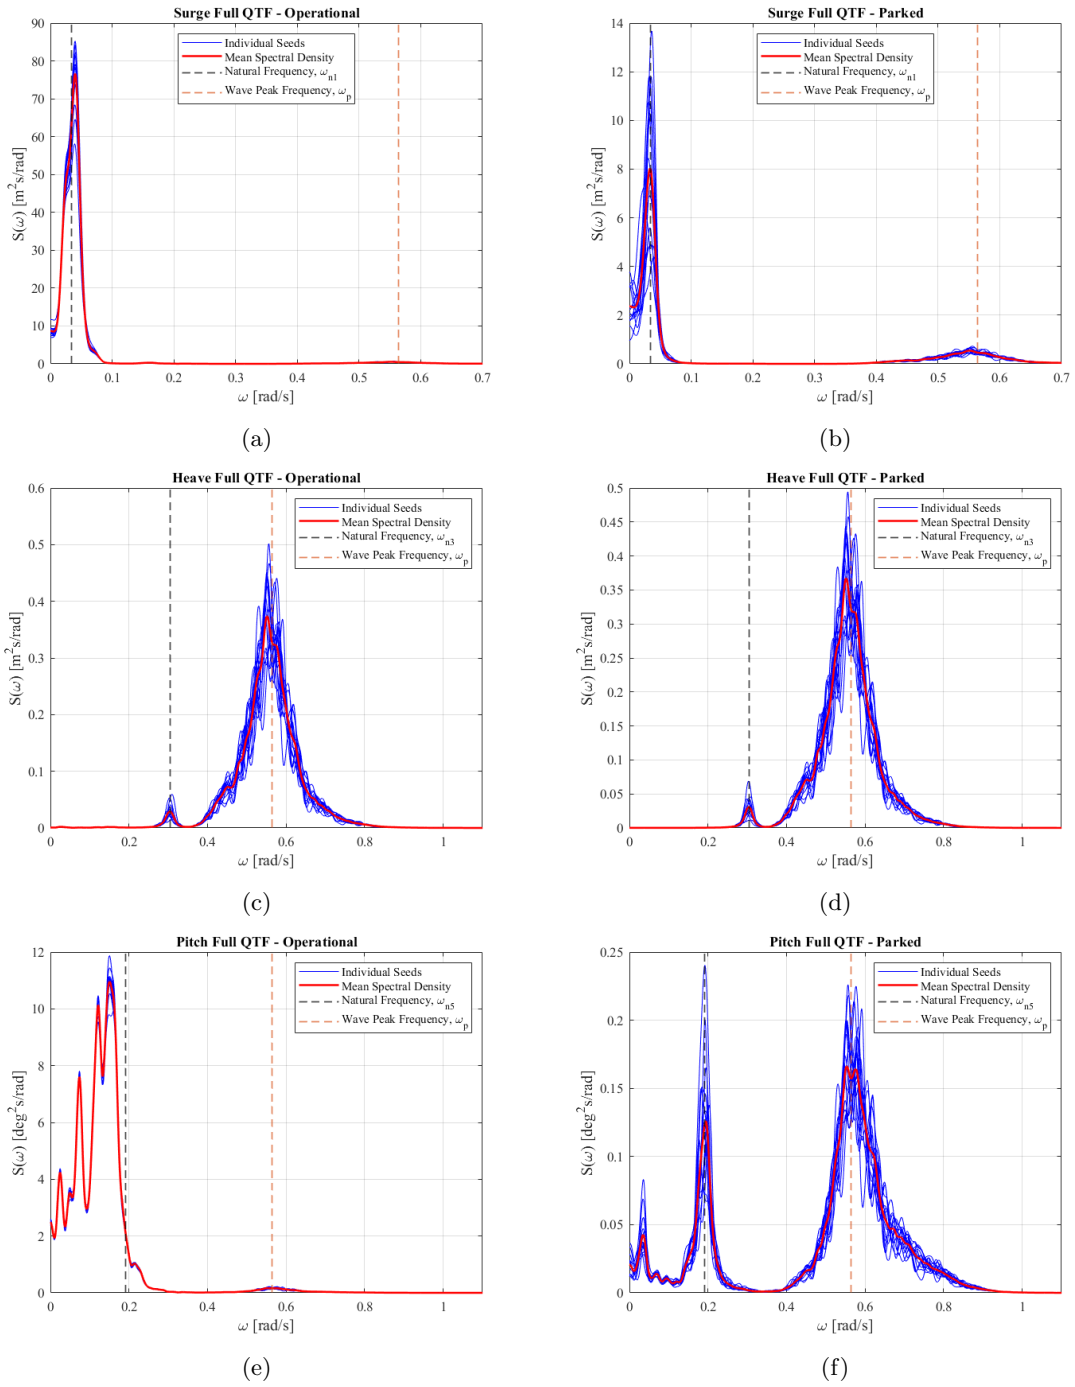 Surge Full QTF - Operational
90
80
70
60
50
40
30
20
10
0
S(ω) [m²s/rad]
Individual Seeds
Mean Spectral Density
Natural Frequency, ωn1
Wave Peak Frequency, ωp
0 0.1 0.2 0.3 0.4 0.5 0.6 0.7
ω [rad/s]
(a)
Surge Full QTF - Parked
14
12
10
8
6
4
2
0
S(ω) [m²s/rad]
Individual Seeds
Mean Spectral Density
Natural Frequency, ωn1
Wave Peak Frequency, ωp
0 0.1 0.2 0.3 0.4 0.5 0.6 0.7
ω [rad/s]
(b)
Heave Full QTF - Operational
0.6
0.5
0.4
0.3
0.2
0.1
0
S(ω) [m²s/rad]
Individual Seeds
Mean Spectral Density
Natural Frequency, ωn3
Wave Peak Frequency, ωp
0 0.2 0.4 0.6 0.8 1
ω [rad/s]
(c)
Heave Full QTF - Parked
0.5
0.45
0.4
0.35
0.3
0.25
0.2
0.15
0.1
0.05
0
S(ω) [m²s/rad]
Individual Seeds
Mean Spectral Density
Natural Frequency, ωn3
Wave Peak Frequency, ωp
0 0.2 0.4 0.6 0.8 1
ω [rad/s]
(d)
Pitch Full QTF - Operational
12
10
8
6
4
2
0
S(ω) [deg²s/rad]
Individual Seeds
Mean Spectral Density
Natural Frequency, ωn5
Wave Peak Frequency, ωp
0 0.2 0.4 0.6 0.8 1
ω [rad/s]
(e)
Pitch Full QTF - Parked
0.25
0.2
0.15
0.1
0.05
0
S(ω) [deg²s/rad]
Individual Seeds
Mean Spectral Density
Natural Frequency, ωn5
Wave Peak Frequency, ωp
0 0.2 0.4 0.6 0.8 1
ω [rad/s]
(f)